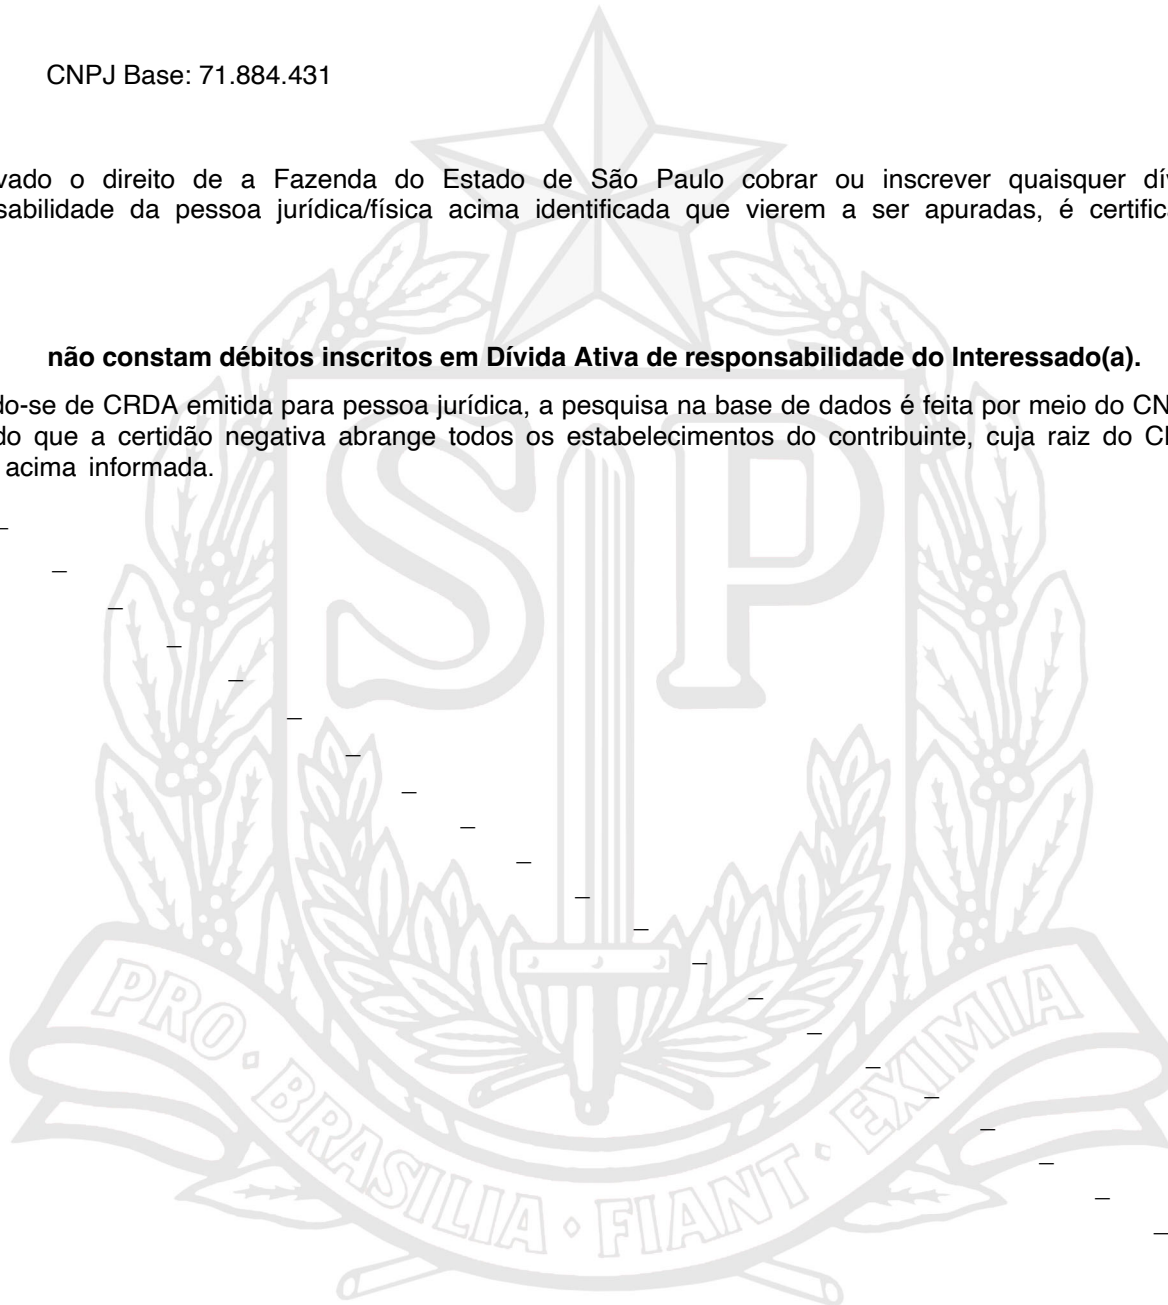 CNPJ Base: 71.884.431
vado o direito de a Fazenda do Estado de São Paulo cobrar ou inscrever quaisquer dív
sabilidade da pessoa jurídica/física acima identificada que vierem a ser apuradas, é certifica
não constam débitos inscritos em Dívida Ativa de responsabilidade do Interessado(a).
do-se de CRDA emitida para pessoa jurídica, a pesquisa na base de dados é feita por meio do CN
do que a certidão negativa abrange todos os estabelecimentos do contribuinte, cuja raiz do C
acima informada.
SP
PRO • BRASILIA • FIANT • EXIMIA